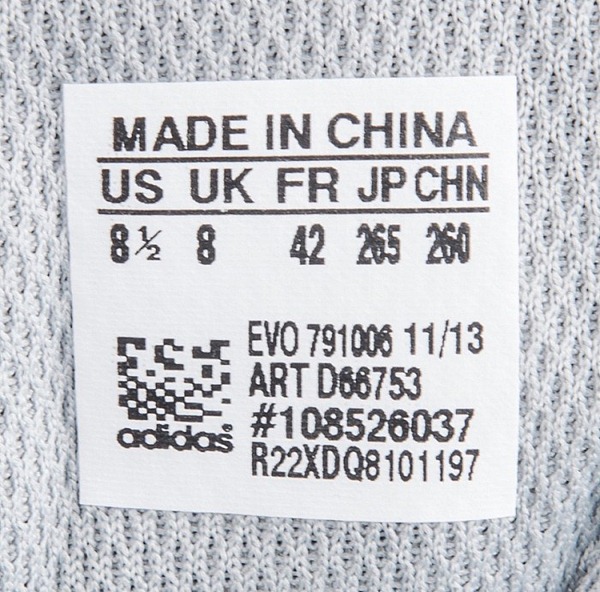 MADE IN CHINA
US UK FR JP CHN
8½ 8 42 265 260
EVO 791006 11/13
ART D66753
#108526037
R22XDQ8101197
adidas®